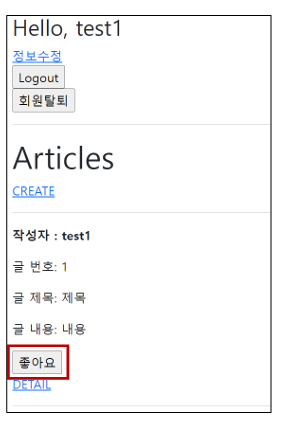 Hello, test1
정보수정
Logout
회원탈퇴
Articles
CREATE
작성자 : test1
글 번호: 1
글 제목: 제목
글 내용: 내용
좋아요
DETAIL